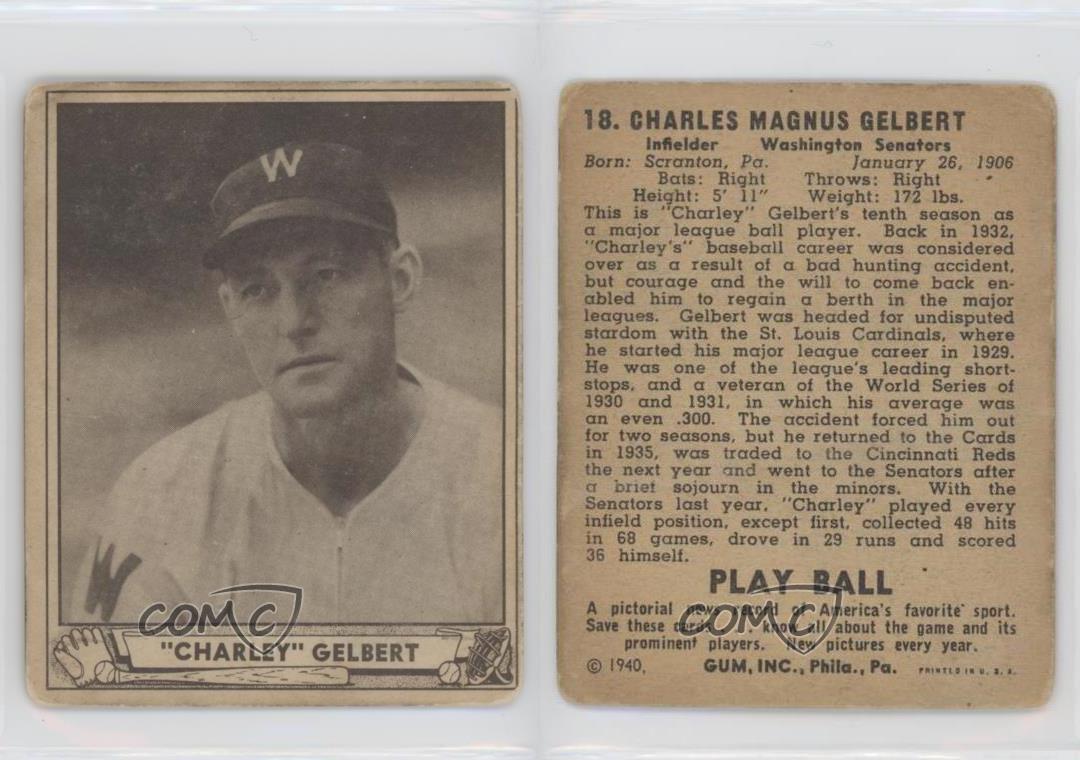 W
W
"CHARLEY" GELBERT
COMC
18. CHARLES MAGNUS GELBERT
Infielder Washington Senators
Born: Scranton, Pa. January 26, 1906
Bats: Right Throws: Right
Height: 5' 11" Weight: 172 lbs.
This is "Charley" Gelbert's tenth season as
a major league ball player. Back in 1932,
"Charley's" baseball career was considered
over as a result of a bad hunting accident,
but courage and the will to come back en-
abled him to regain a berth in the major
leagues. Gelbert was headed for undisputed
stardom with the St. Louis Cardinals, where
he started his major league career in 1929.
He was one of the league's leading short-
stops, and a veteran of the World Series of
1930 and 1931, in which his average was
an even .300. The accident forced him out
for two seasons, but he returned to the Cards
in 1935, was traded to the Cincinnati Reds
the next year and went to the Senators after
a brief sojourn in the minors. With the
Senators last year, "Charley" played every
infield position, except first, collected 48 hits
in 68 games, drove in 29 runs and scored
36 himself.
PLAY BALL
A pictorial news record of America's favorite sport.
Save these cards . . know all about the game and its
prominent players. New pictures every year.
© 1940, GUM, INC., Phila., Pa. PRINTED IN U. S. A.
COMC